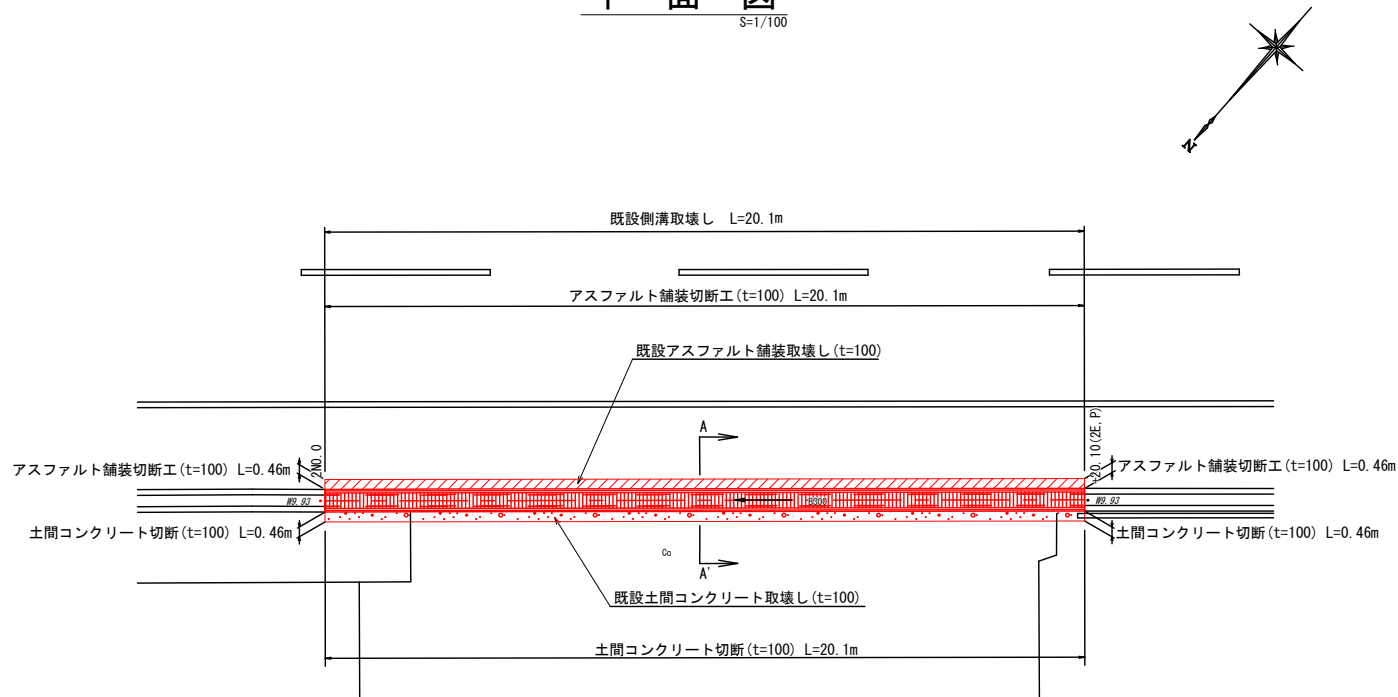 平 面 図
S=1/100
N
既設側溝取壊し L=20.1m
アスファルト舗装切断工(t=100) L=20.1m
既設アスファルト舗装取壊し(t=100)
A
2NO.0
+20.10(2E.P)
アスファルト舗装切断工(t=100) L=0.46m
アスファルト舗装切断工(t=100) L=0.46m
W9.93
B300
W9.93
土間コンクリート切断(t=100) L=0.46m
土間コンクリート切断(t=100) L=0.46m
Co
A'
既設土間コンクリート取壊し(t=100)
土間コンクリート切断(t=100) L=20.1m